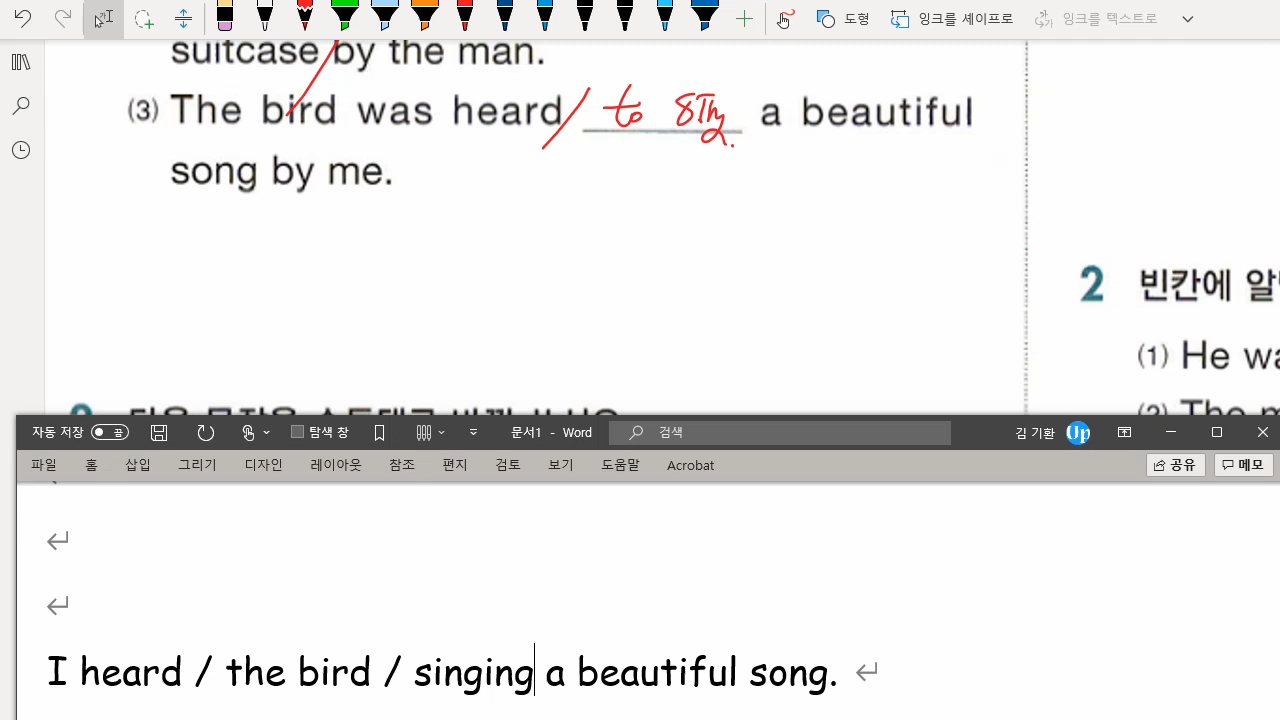 도형
잉크를 셰이프로
잉크를 텍스트로
suitcase by the man.
(3) The bird was heard / to sing a beautiful
song by me.
2 빈칸에
(1) He
(2) The
자동 저장 끔
탐색 창
문서1 - Word
검색
김 기환
Up
파일 홈 삽입 그리기 디자인 레이아웃 참조 편지 검토 보기 도움말 Acrobat
공유 메모
I heard / the bird / singing a beautiful song.